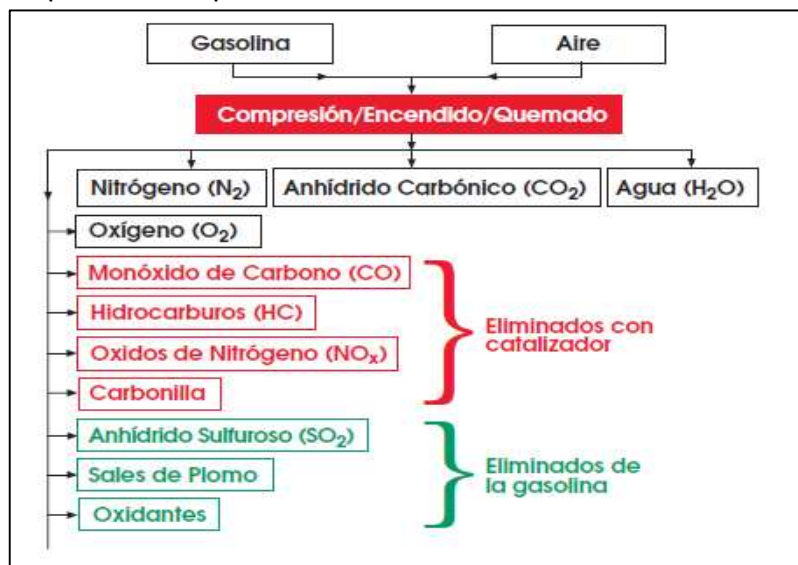 Gasolina
Aire
Compresión/Encendido/Quemado
Nitrógeno (N₂)
Anhídrido Carbónico (CO₂)
Agua (H₂O)
Oxígeno (O₂)
Monóxido de Carbono (CO)
Hidrocarburos (HC)
Oxidos de Nitrógeno (NOₓ)
Carbonilla
Eliminados con
catalizador
Anhídrido Sulfuroso (SO₂)
Sales de Plomo
Oxidantes
Eliminados de
la gasolina